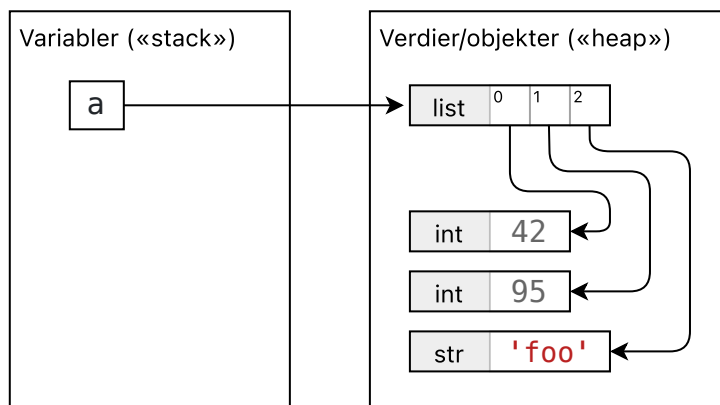 Variabler («stack»)
Verdier/objekter («heap»)
a
list 0 1 2
int 42
int 95
str 'foo'